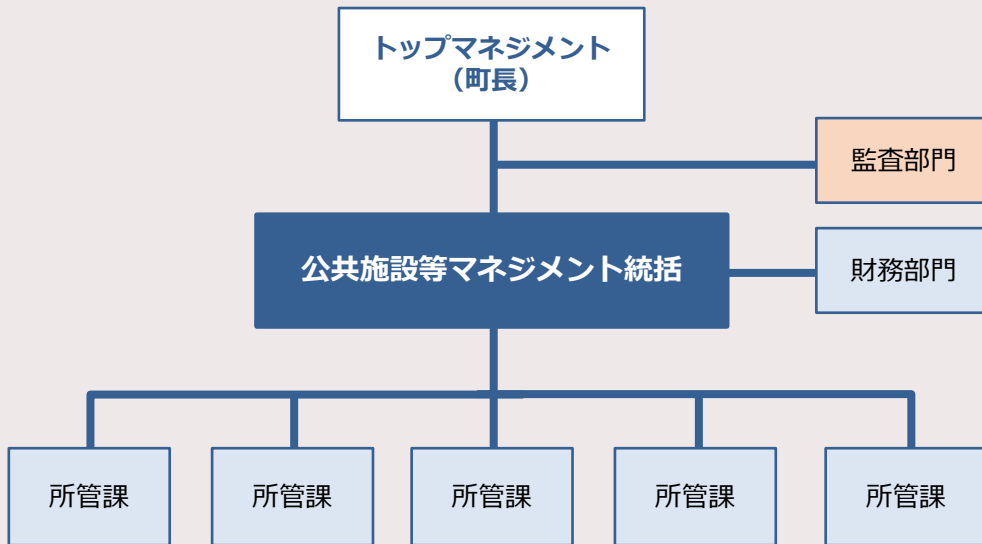 トップマネジメント
（町長）
監査部門
公共施設等マネジメント統括
財務部門
所管課
所管課
所管課
所管課
所管課